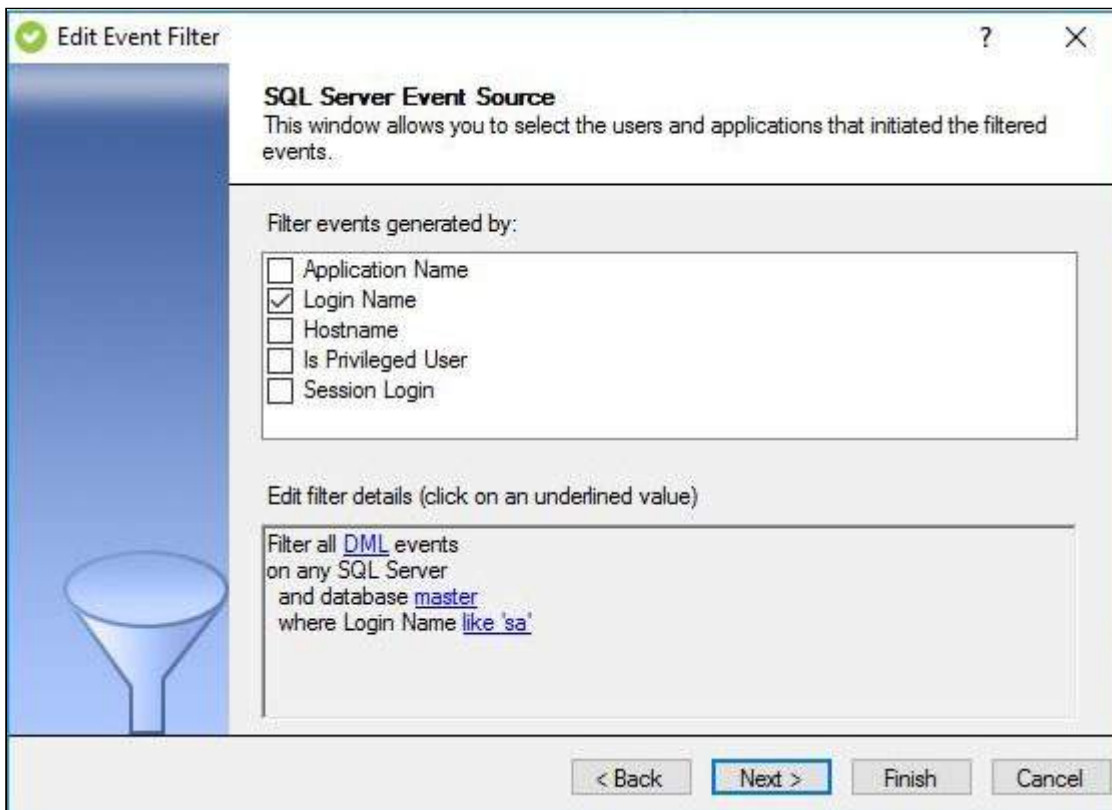 Edit Event Filter
?
SQL Server Event Source
This window allows you to select the users and applications that initiated the filtered
events.
Filter events generated by:
Application Name
Login Name
Hostname
Is Privileged User
Session Login
Edit filter details (click on an underlined value)
Filter all DML events
on any SQL Server
and database master
where Login Name like 'sa'
< Back Next > Finish Cancel